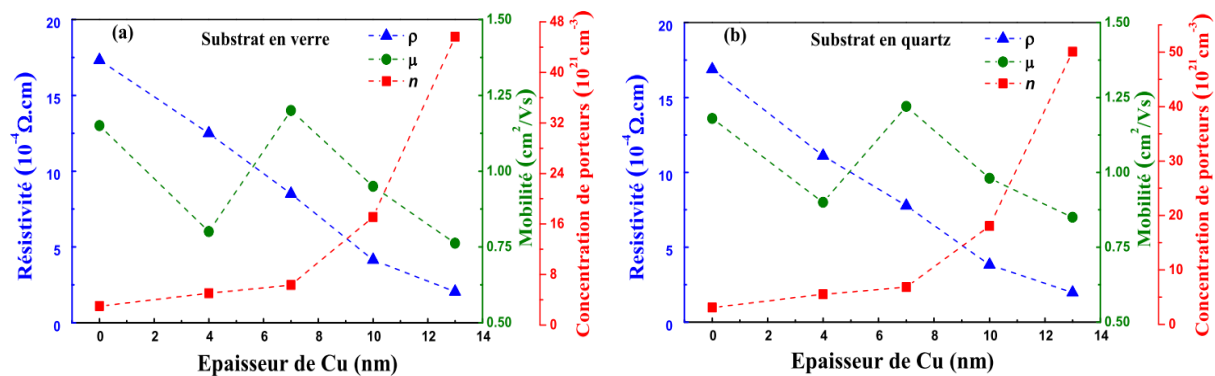 (a)
Substrat en verre
ρ
μ
n
Résistivité (10⁻⁴ Ω.cm)
20
15
10
5
0
Mobilité (cm²/Vs)
1.50
1.25
1.00
0.75
0.50
Concentration de porteurs (10²¹ cm⁻³)
48
40
32
24
16
8
0
0 2 4 6 8 10 12 14
Epaisseur de Cu (nm)
(b)
Substrat en quartz
ρ
μ
n
Résistivité (10⁻⁴ Ω.cm)
20
15
10
5
0
Mobilité (cm²/Vs)
1.50
1.25
1.00
0.75
0.50
Concentration de porteurs (10²¹ cm⁻³)
50
40
30
20
10
0
0 2 4 6 8 10 12 14
Epaisseur de Cu (nm)